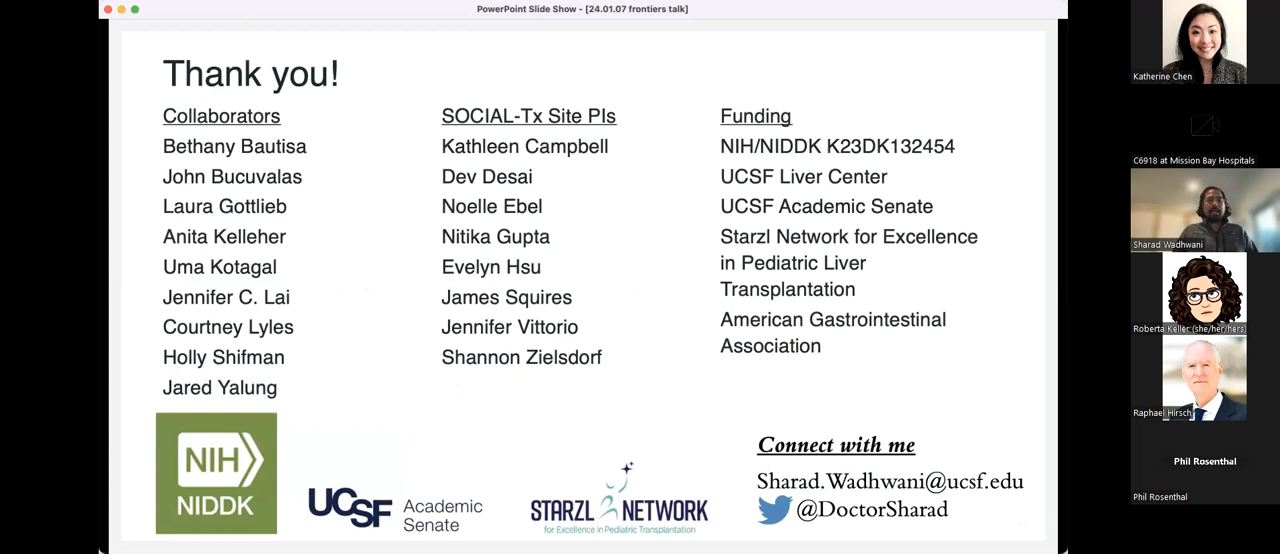 PowerPoint Slide Show - [24.01.07 frontiers talk]
Thank you!
Collaborators
Bethany Bautisa
John Bucuvalas
Laura Gottlieb
Anita Kelleher
Uma Kotagal
Jennifer C. Lai
Courtney Lyles
Holly Shifman
Jared Yalung
SOCIAL-Tx Site PIs
Kathleen Campbell
Dev Desai
Noelle Ebel
Nitika Gupta
Evelyn Hsu
James Squires
Jennifer Vittorio
Shannon Zielsdorf
Funding
NIH/NIDDK K23DK132454
UCSF Liver Center
UCSF Academic Senate
Starzl Network for Excellence
in Pediatric Liver
Transplantation
American Gastrointestinal
Association
NIH
NIDDK
UCSF
Academic
Senate
STARZL NETWORK
for Excellence in Pediatric Transplantation
Connect with me
Sharad.Wadhwani@ucsf.edu
@DoctorSharad
Katherine Chen
C6918 at Mission Bay Hospitals
Sharad Wadhwani
Roberta Keller (she/her/hers)
Raphael Hirsch
Phil Rosenthal
Phil Rosenthal